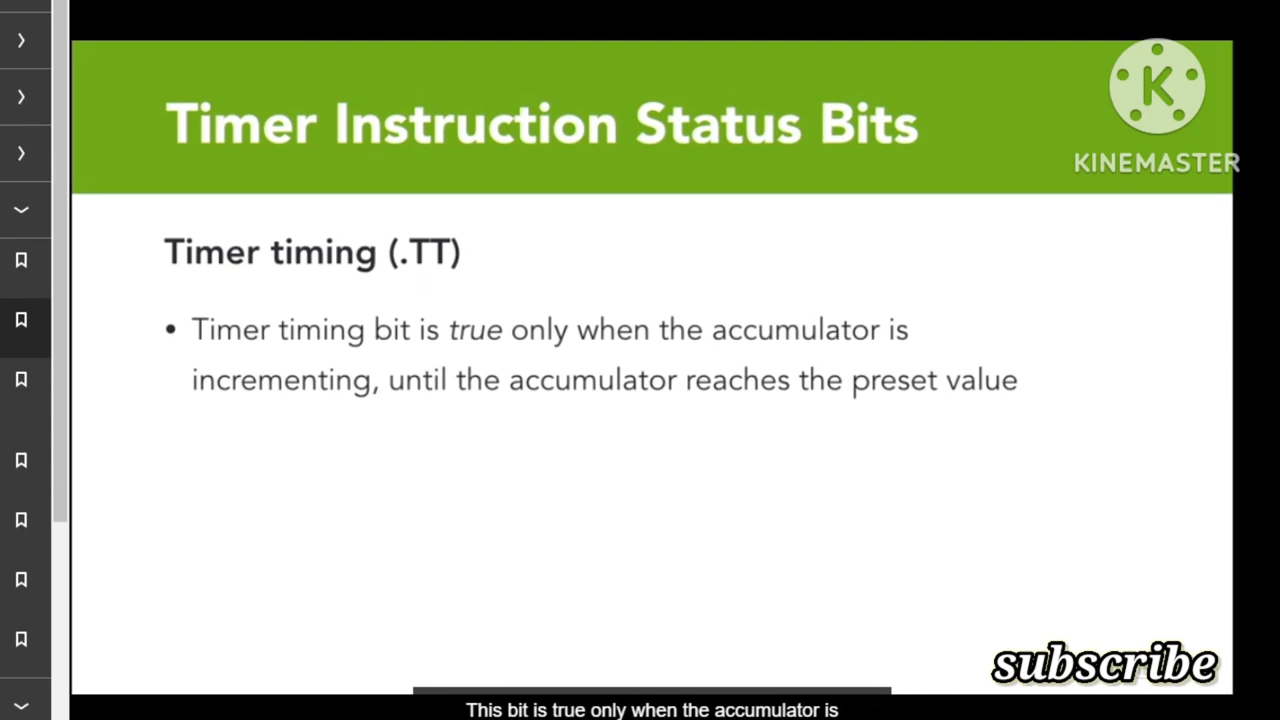 Timer Instruction Status Bits
K
KINEMASTER
Timer timing (.TT)
• Timer timing bit is true only when the accumulator is
incrementing, until the accumulator reaches the preset value
subscribe
This bit is true only when the accumulator is